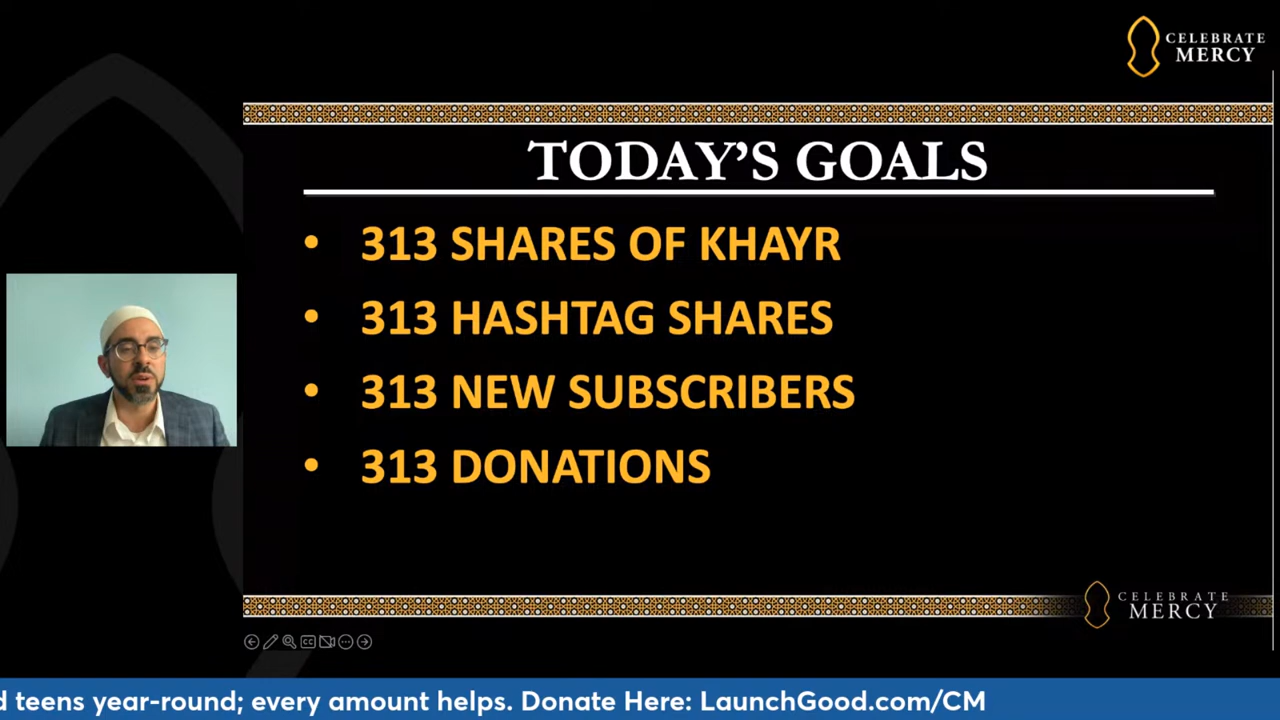 CELEBRATE
MERCY
TODAY'S GOALS
• 313 SHARES OF KHAYR
• 313 HASHTAG SHARES
• 313 NEW SUBSCRIBERS
• 313 DONATIONS
CELEBRATE
MERCY
teens year-round; every amount helps. Donate Here: LaunchGood.com/CM